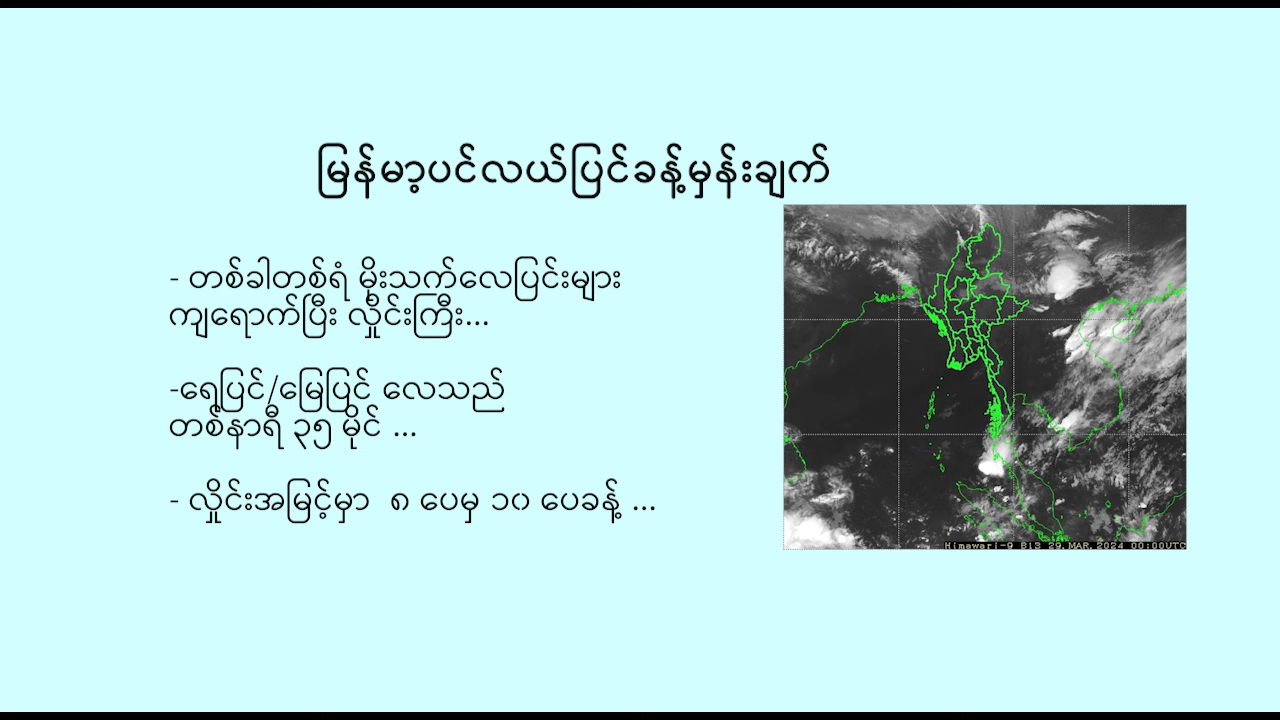 မြန်မာ့ပင်လယ်ပြင်ခန့်မှန်းချက်
- တစ်ခါတစ်ရံ မိုးသက်လေပြင်းများ
ကျရောက်ပြီး လှိုင်းကြီး...
-ရေပြင်/မြေပြင် လေသည်
တစ်နာရီ ၃၅ မိုင် ...
- လှိုင်းအမြင့်မှာ ၈ ပေမှ ၁၀ ပေခန့် ...
Himawari-9 B13 29.MAR.2024 00:00UTC